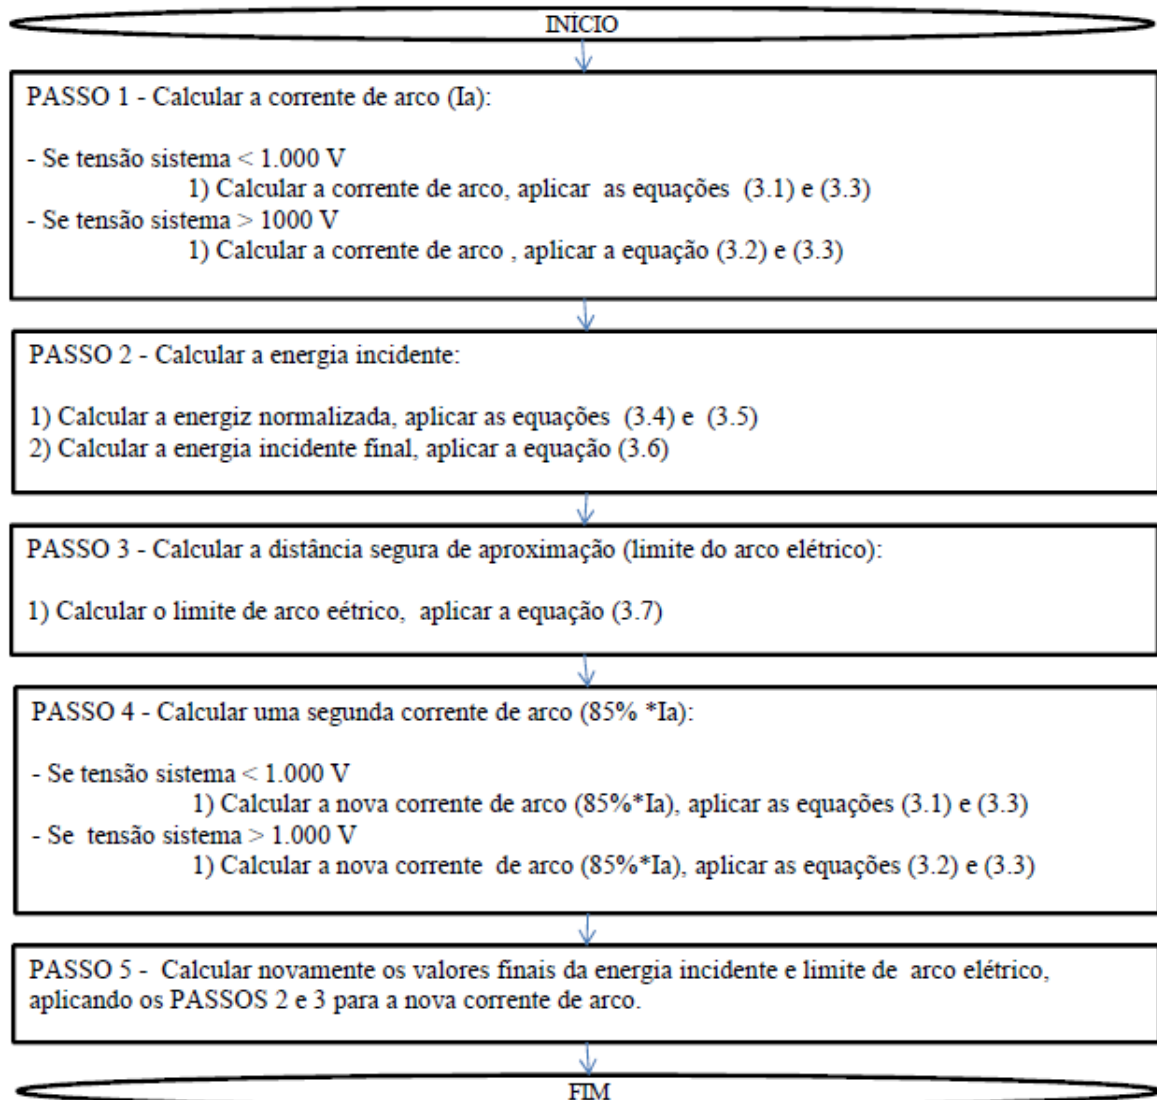 INÍCIO
PASSO 1 - Calcular a corrente de arco (Ia):
- Se tensão sistema < 1.000 V
1) Calcular a corrente de arco, aplicar as equações (3.1) e (3.3)
- Se tensão sistema > 1000 V
1) Calcular a corrente de arco , aplicar a equação (3.2) e (3.3)
PASSO 2 - Calcular a energia incidente:
1) Calcular a energiz normalizada, aplicar as equações (3.4) e (3.5)
2) Calcular a energia incidente final, aplicar a equação (3.6)
PASSO 3 - Calcular a distância segura de aproximação (limite do arco elétrico):
1) Calcular o limite de arco eétrico, aplicar a equação (3.7)
PASSO 4 - Calcular uma segunda corrente de arco (85% *Ia):
- Se tensão sistema < 1.000 V
1) Calcular a nova corrente de arco (85%*Ia), aplicar as equações (3.1) e (3.3)
- Se tensão sistema > 1.000 V
1) Calcular a nova corrente de arco (85%*Ia), aplicar as equações (3.2) e (3.3)
PASSO 5 - Calcular novamente os valores finais da energia incidente e limite de arco elétrico,
aplicando os PASSOS 2 e 3 para a nova corrente de arco.
FIM